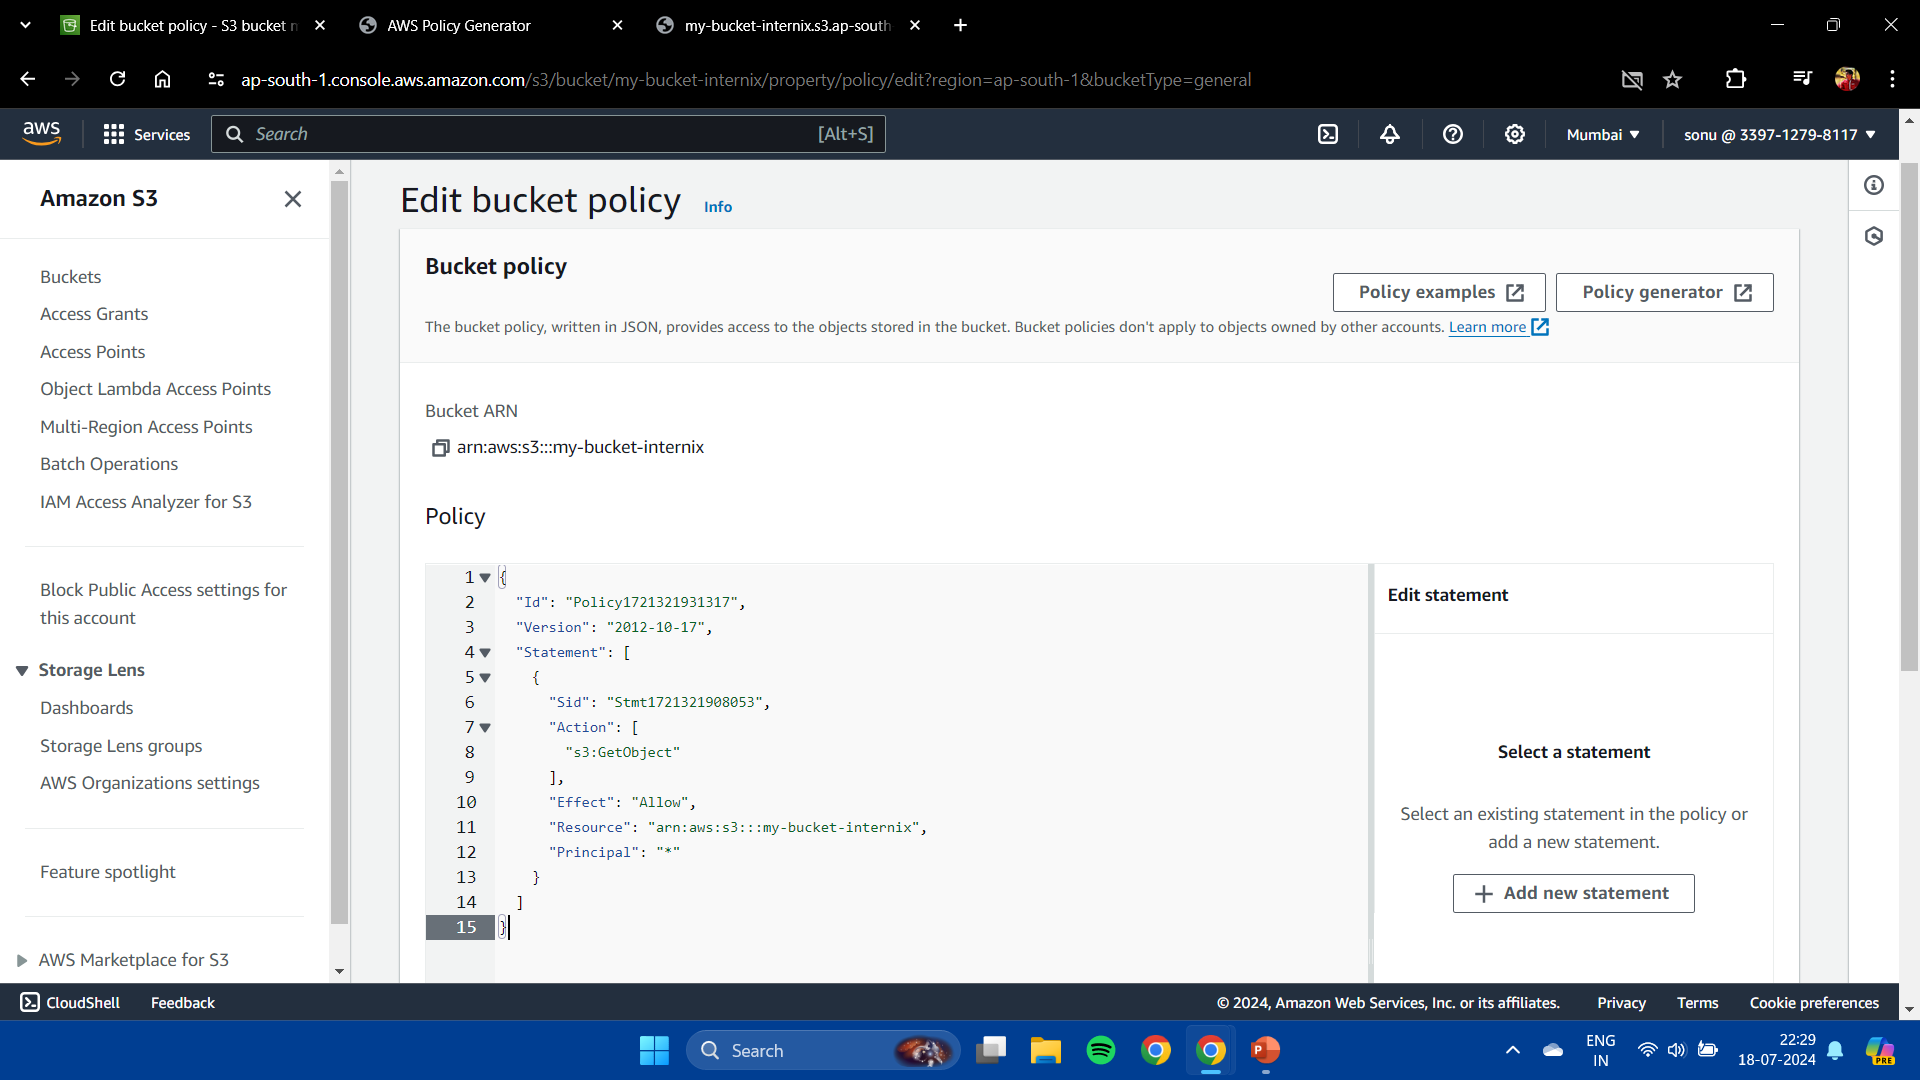 Edit bucket policy - S3 bucket m
AWS Policy Generator
my-bucket-internix.s3.ap-south
ap-south-1.console.aws.amazon.com/s3/bucket/my-bucket-internix/property/policy/edit?region=ap-south-1&bucketType=general
aws
Services
Search
[Alt+S]
Mumbai
sonu @ 3397-1279-8117
Amazon S3
Buckets
Access Grants
Access Points
Object Lambda Access Points
Multi-Region Access Points
Batch Operations
IAM Access Analyzer for S3
Block Public Access settings for
this account
Storage Lens
Dashboards
Storage Lens groups
AWS Organizations settings
Feature spotlight
AWS Marketplace for S3
Edit bucket policy Info
Bucket policy
Policy examples
Policy generator
The bucket policy, written in JSON, provides access to the objects stored in the bucket. Bucket policies don't apply to objects owned by other accounts. Learn more
Bucket ARN
arn:aws:s3:::my-bucket-internix
Policy
1 {
2 "Id": "Policy1721321931317",
3 "Version": "2012-10-17",
4 "Statement": [
5 {
6 "Sid": "Stmt1721321908053",
7 "Action": [
8 "s3:GetObject"
9 ],
10 "Effect": "Allow",
11 "Resource": "arn:aws:s3:::my-bucket-internix",
12 "Principal": "*"
13 }
14 ]
15 }
Edit statement
Select a statement
Select an existing statement in the policy or
add a new statement.
+ Add new statement
CloudShell
Feedback
© 2024, Amazon Web Services, Inc. or its affiliates.
Privacy
Terms
Cookie preferences
Search
ENG
IN
22:29
18-07-2024
PRE